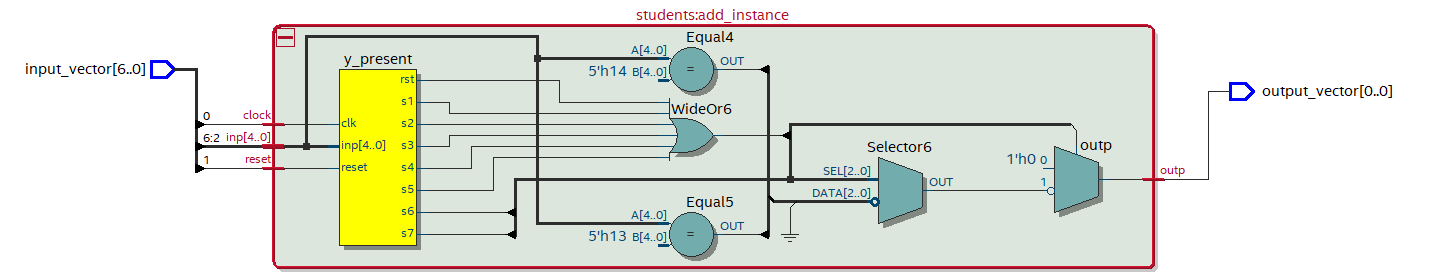 students:add_instance
input_vector[6..0]
0
6:2
1
clock
inp[4..0]
reset
y_present
clk
inp[4..0]
reset
rst
s1
s2
s3
s4
s5
s6
s7
Equal4
A[4..0]
5'h14 B[4..0]
=
OUT
WideOr6
Equal5
A[4..0]
5'h13 B[4..0]
=
OUT
Selector6
SEL[2..0]
DATA[2..0]
OUT
outp
1'h0 0
1
outp
output_vector[0..0]